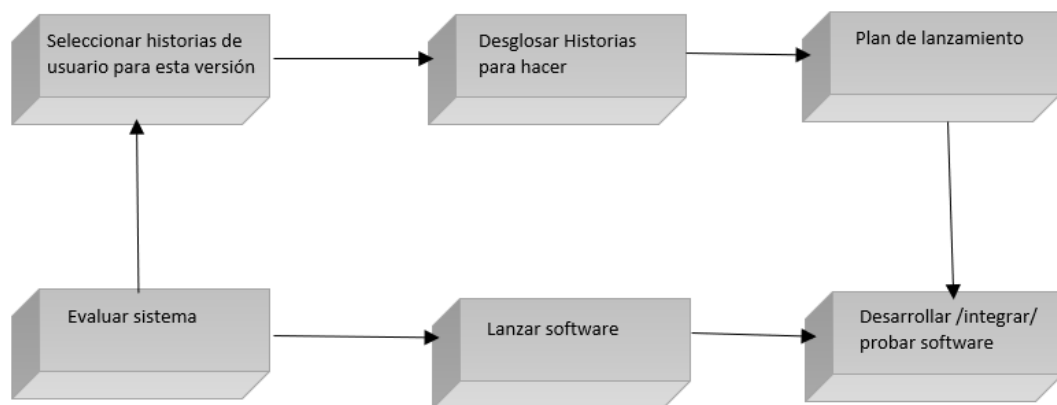 Seleccionar historias de
usuario para esta versión
Desglosar Historias
para hacer
Plan de lanzamiento
Evaluar sistema
Lanzar software
Desarrollar /integrar/
probar software